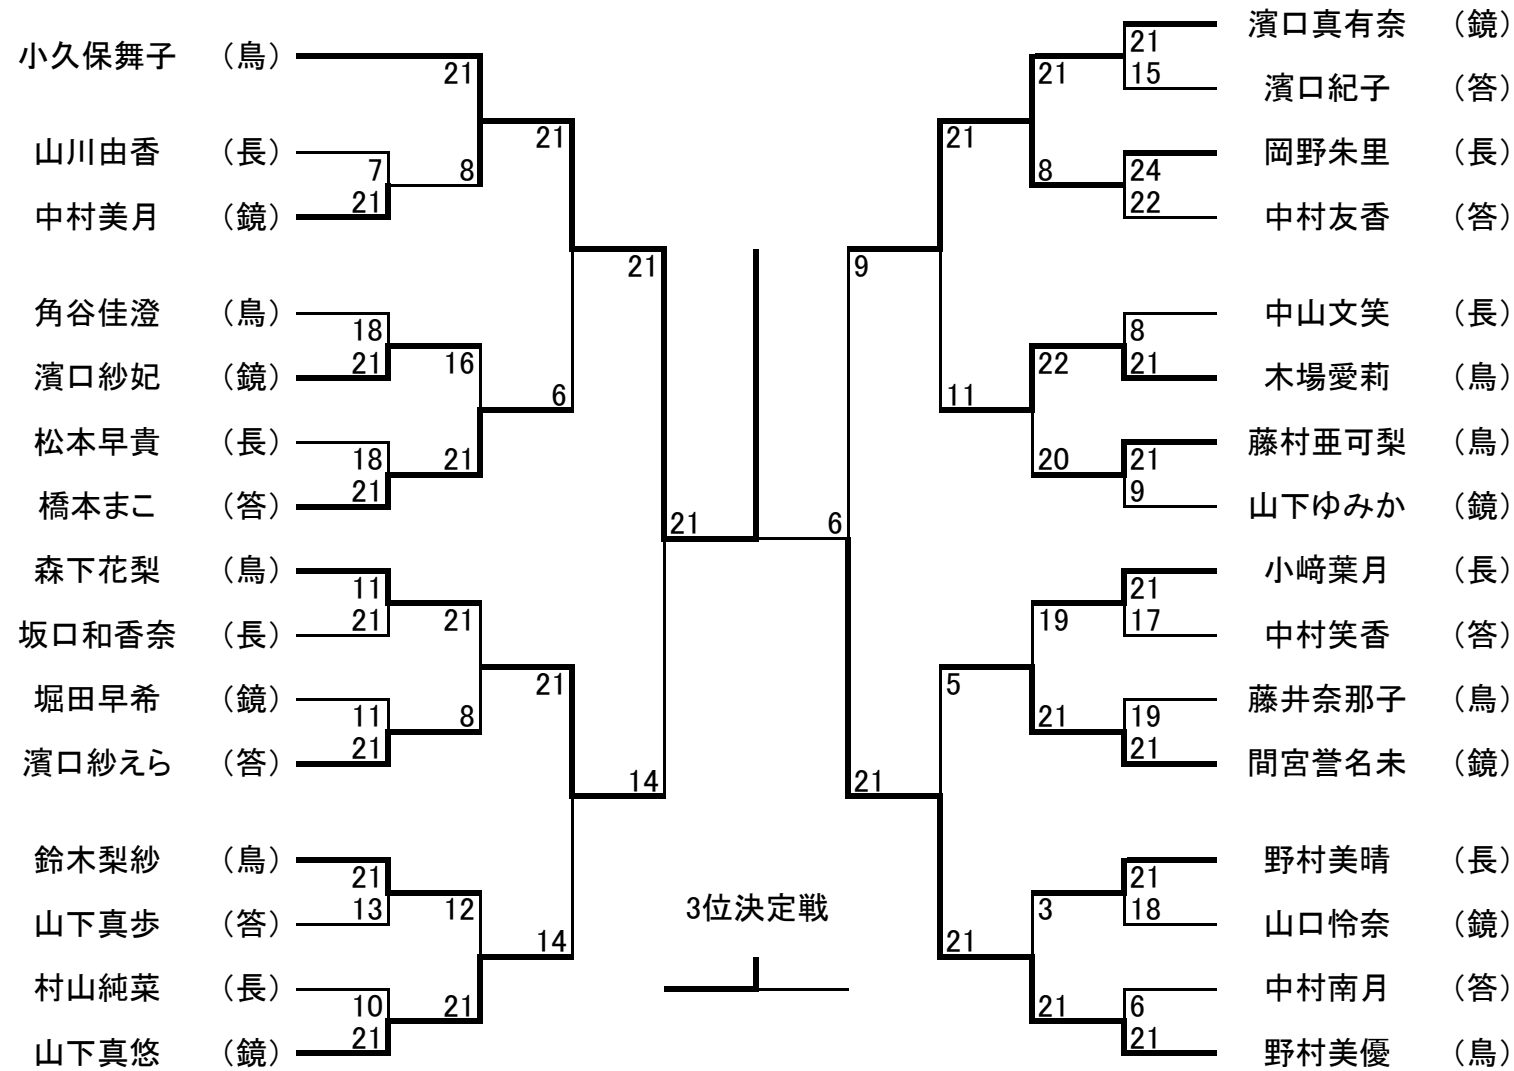 小久保舞子 （鳥）
21
山川由香 （長）
7
8
中村美月 （鏡）
21
21
角谷佳澄 （鳥）
18
濱口紗妃 （鏡）
21
16
松本早貴 （長）
18
橋本まこ （答）
21
21
6
21
森下花梨 （鳥）
11
坂口和香奈 （長）
21
21
堀田早希 （鏡）
11
濱口紗えら （答）
21
8
21
鈴木梨紗 （鳥）
21
山下真歩 （答）
13
12
村山純菜 （長）
10
山下真悠 （鏡）
21
21
14
14
21
6
3位決定戦
濱口真有奈 （鏡）
21
濱口紀子 （答）
15
21
岡野朱里 （長）
24
中村友香 （答）
22
8
21
中山文笑 （長）
8
木場愛莉 （鳥）
21
22
藤村亜可梨 （鳥）
21
山下ゆみか （鏡）
9
20
11
9
小﨑葉月 （長）
21
中村笑香 （答）
17
19
藤井奈那子 （鳥）
19
間宮誉名未 （鏡）
21
21
5
野村美晴 （長）
21
山口怜奈 （鏡）
18
3
中村南月 （答）
6
野村美優 （鳥）
21
21
21
21